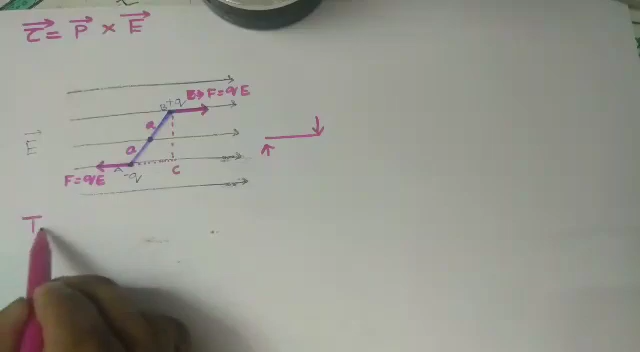 τ = P × E
B +q E→ F=qE
a
E
a
A -q C
F=qE
T